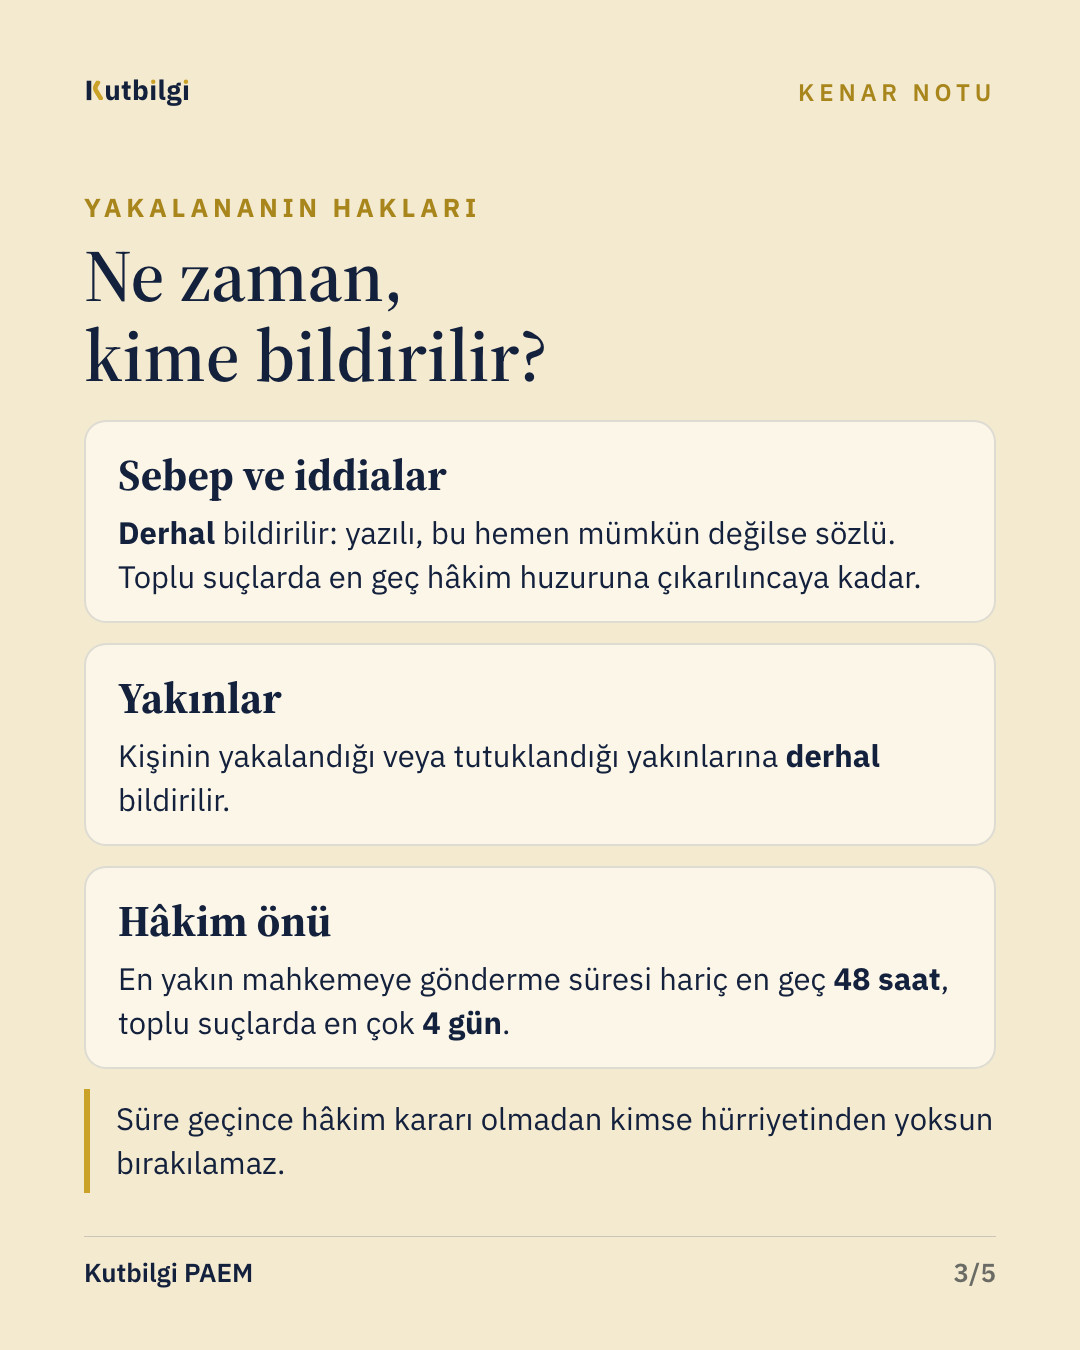 Kutbilgi
KENAR NOTU
YAKALANANIN HAKLARI
Ne zaman,
kime bildirilir?
Sebep ve iddialar
Derhal bildirilir: yazılı, bu hemen mümkün değilse sözlü.
Toplu suçlarda en geç hâkim huzuruna çıkarılıncaya kadar.
Yakınlar
Kişinin yakalandığı veya tutuklandığı yakınlarına derhal
bildirilir.
Hâkim önü
En yakın mahkemeye gönderme süresi hariç en geç 48 saat,
toplu suçlarda en çok 4 gün.
Süre geçince hâkim kararı olmadan kimse hürriyetinden yoksun
bırakılamaz.
Kutbilgi PAEM
3/5